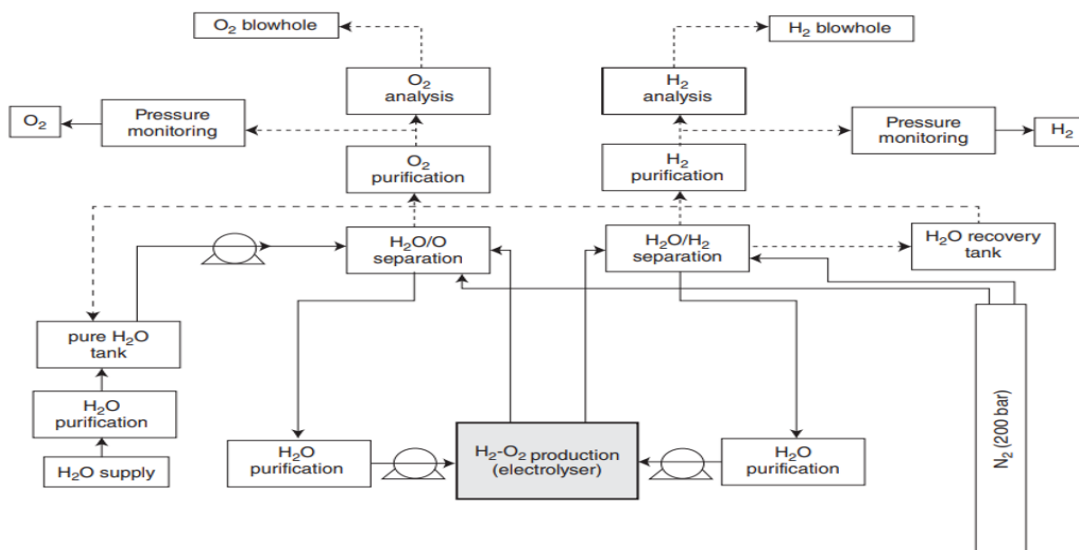 O₂ blowhole
H₂ blowhole
O₂
analysis
H₂
analysis
O₂
Pressure
monitoring
Pressure
monitoring
H₂
O₂
purification
H₂
purification
H₂O/O
separation
H₂O/H₂
separation
H₂O recovery
tank
pure H₂O
tank
H₂O
purification
H₂O supply
H₂O
purification
H₂-O₂ production
(electrolyser)
H₂O
purification
N₂ (200 bar)